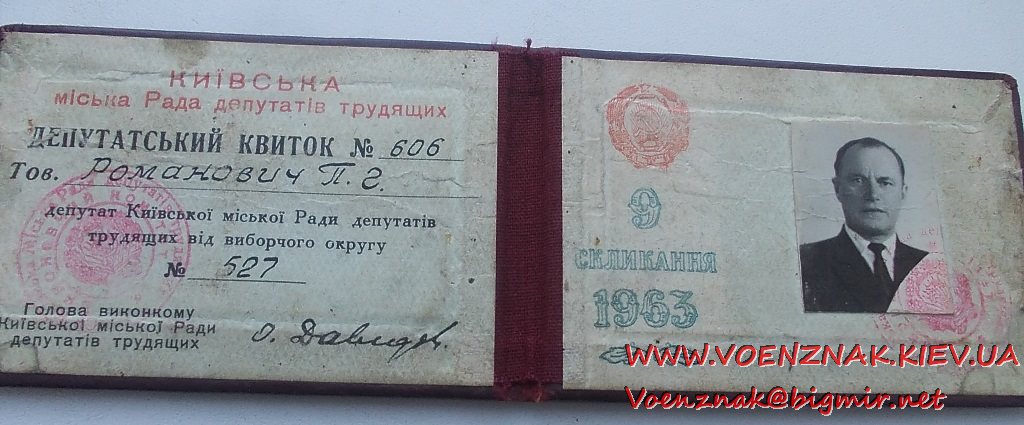 КИЇВСЬКА
міська Рада депутатів трудящих
ДЕПУТАТСЬКИЙ КВИТОК № 606
Тов. Романович П. Г.
депутат Київської міської Ради депутатів
трудящих від виборчого округу
№ 527
Голова виконкому
Київської міської Ради
депутатів трудящих
О. Давидов
9
СКЛИКАННЯ
1963
WWW.VOENZNAK.KIEV.UA
Voenznak@bigmir.net